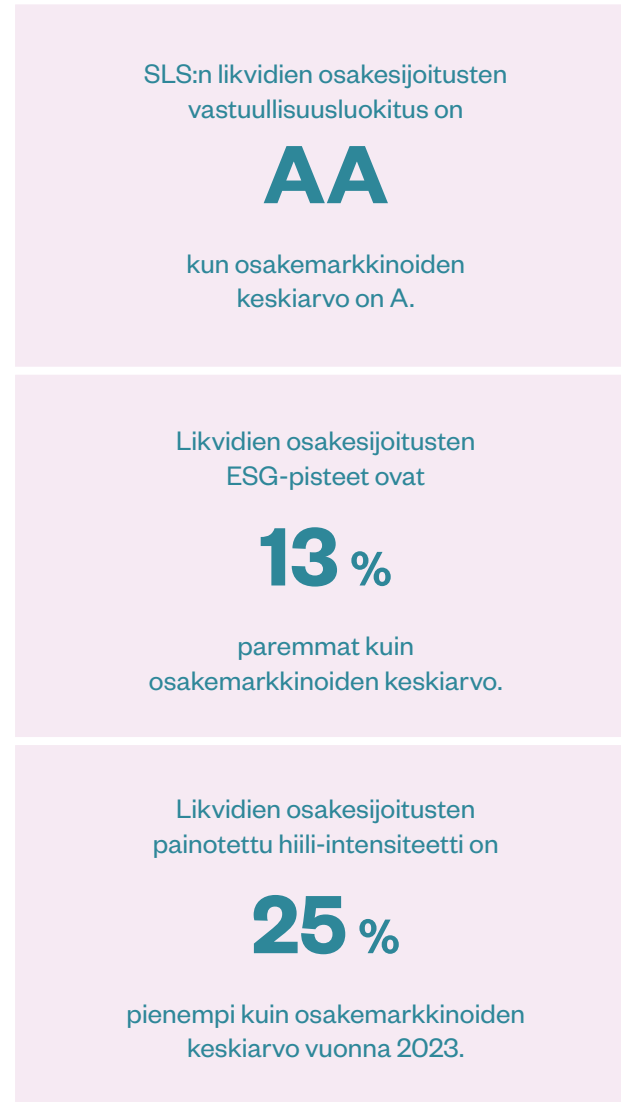 SLS:n likvidien osakesijoitusten
vastuullisuusluokitus on
AA
kun osakemarkkinoiden
keskiarvo on A.
Likvidien osakesijoitusten
ESG-pisteet ovat
13 %
paremmat kuin
osakemarkkinoiden keskiarvo.
Likvidien osakesijoitusten
painotettu hiili-intensiteetti on
25 %
pienempi kuin osakemarkkinoiden
keskiarvo vuonna 2023.